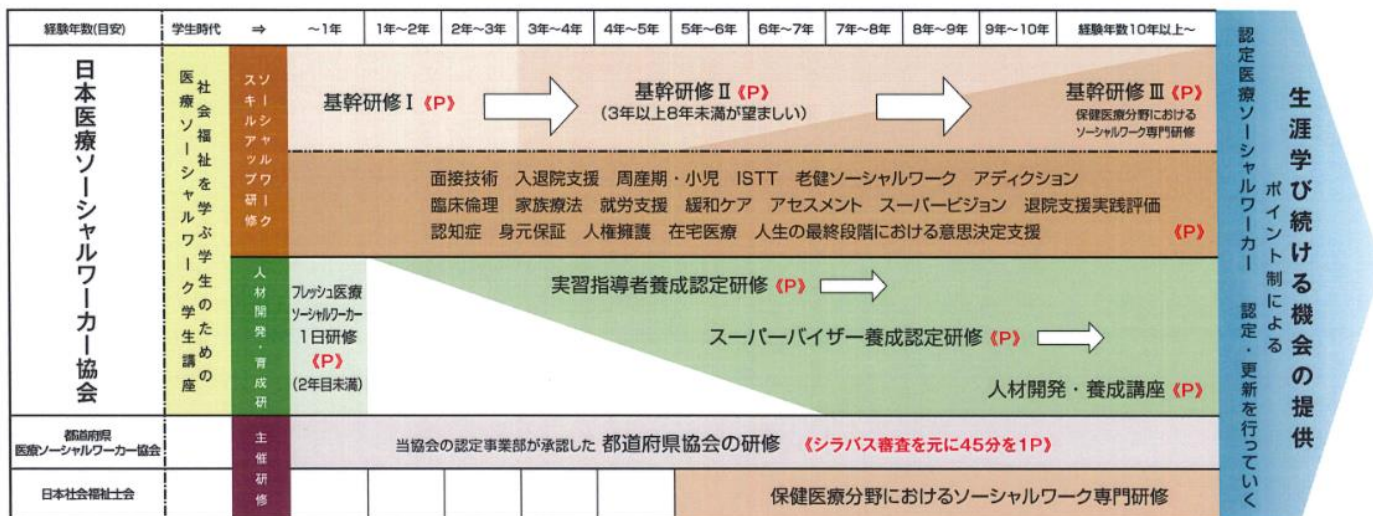 経験年数(目安)
学生時代
⇒
～1年
1年～2年
2年～3年
3年～4年
4年～5年
5年～6年
6年～7年
7年～8年
8年～9年
9年～10年
経験年数10年以上～
日本医療ソーシャルワーカー協会
社会福祉を学ぶ学生のための
医療ソーシャルワーク学生講座
ソーシャルワーク
スキルアップ研修
基幹研修Ⅰ《P》
基幹研修Ⅱ《P》
(3年以上8年未満が望ましい)
基幹研修Ⅲ《P》
保健医療分野における
ソーシャルワーク専門研修
面接技術 入退院支援 周産期・小児 ISTT 老健ソーシャルワーク アディクション
臨床倫理 家族療法 就労支援 緩和ケア アセスメント スーパービジョン 退院支援実践評価
認知症 身元保証 人権擁護 在宅医療 人生の最終段階における意思決定支援 《P》
人材開発・育成研
フレッシュ医療
ソーシャルワーカー
1日研修
《P》
(2年目未満)
実習指導者養成認定研修《P》
スーパーバイザー養成認定研修《P》
人材開発・養成講座《P》
都道府県
医療ソーシャルワーカー協会
主催研修
当協会の認定事業部が承認した 都道府県協会の研修 《シラバス審査を元に45分を1P》
日本社会福祉士会
保健医療分野におけるソーシャルワーク専門研修
生涯学び続ける機会の提供
ポイント制による
認定医療ソーシャルワーカー 認定・更新を行っていく